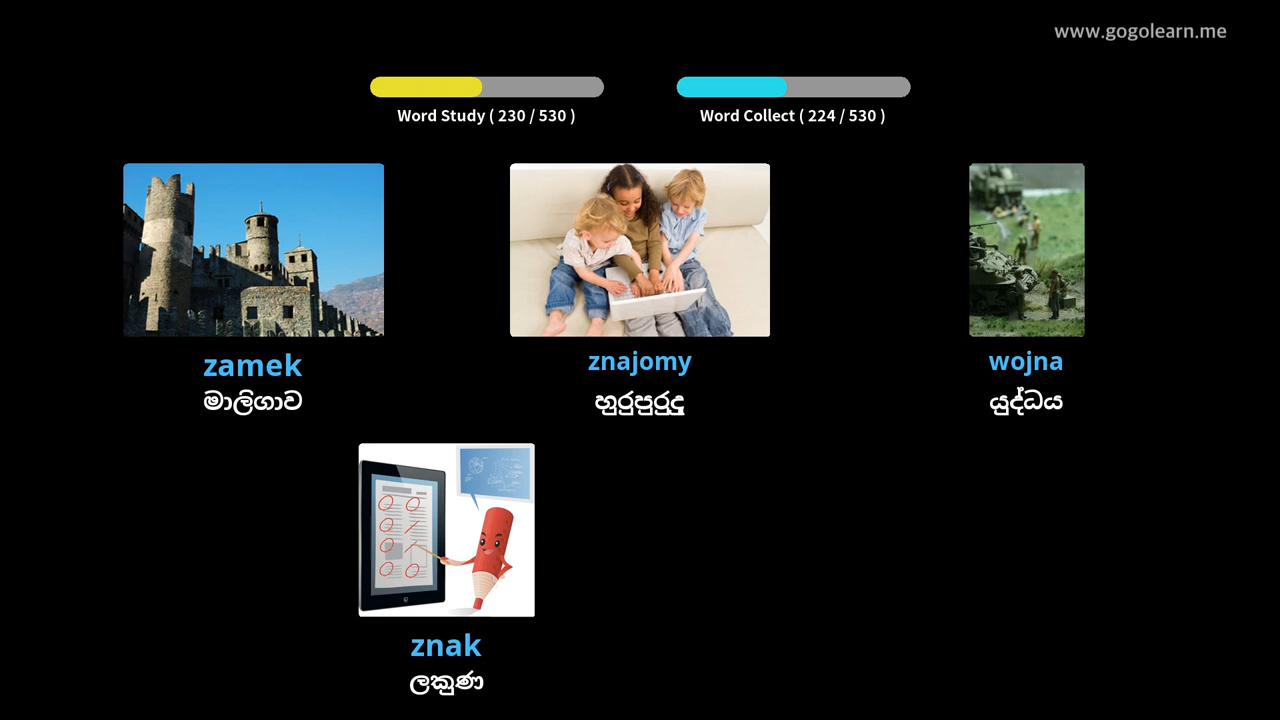 www.gogolearn.me
Word Study ( 230 / 530 )
Word Collect ( 224 / 530 )
zamek
මාලිගාව
znajomy
හුරුපුරුදු
wojna
යුද්ධය
znak
ලකුණ